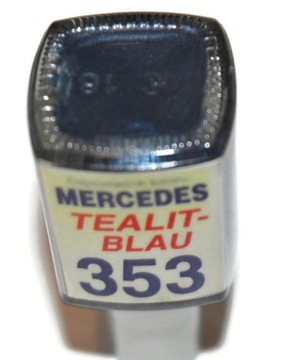 MERCEDES
TEALIT-
BLAU
353